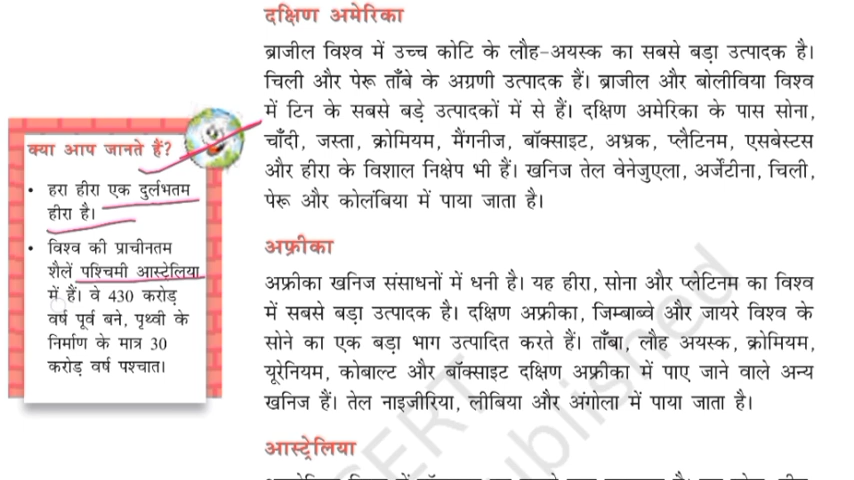 दक्षिण अमेरिका
ब्राजील विश्व में उच्च कोटि के लौह-अयस्क का सबसे बड़ा उत्पादक है।
चिली और पेरू ताँबे के अग्रणी उत्पादक हैं। ब्राजील और बोलीविया विश्व
में टिन के सबसे बड़े उत्पादकों में से हैं। दक्षिण अमेरिका के पास सोना,
चाँदी, जस्ता, क्रोमियम, मैंगनीज, बॉक्साइट, अभ्रक, प्लैटिनम, एसबेस्टस
और हीरा के विशाल निक्षेप भी हैं। खनिज तेल वेनेजुएला, अर्जेंटीना, चिली,
पेरू और कोलंबिया में पाया जाता है।
क्या आप जानते हैं?
• हरा हीरा एक दुर्लभतम
हीरा है।
• विश्व की प्राचीनतम
शैलें पश्चिमी आस्ट्रेलिया
में हैं। वे 430 करोड़
वर्ष पूर्व बने, पृथ्वी के
निर्माण के मात्र 30
करोड़ वर्ष पश्चात।
अफ्रीका
अफ्रीका खनिज संसाधनों में धनी है। यह हीरा, सोना और प्लैटिनम का विश्व
में सबसे बड़ा उत्पादक है। दक्षिण अफ्रीका, जिम्बाब्वे और जायरे विश्व के
सोने का एक बड़ा भाग उत्पादित करते हैं। ताँबा, लौह अयस्क, क्रोमियम,
यूरेनियम, कोबाल्ट और बॉक्साइट दक्षिण अफ्रीका में पाए जाने वाले अन्य
खनिज हैं। तेल नाइजीरिया, लीबिया और अंगोला में पाया जाता है।
आस्ट्रेलिया